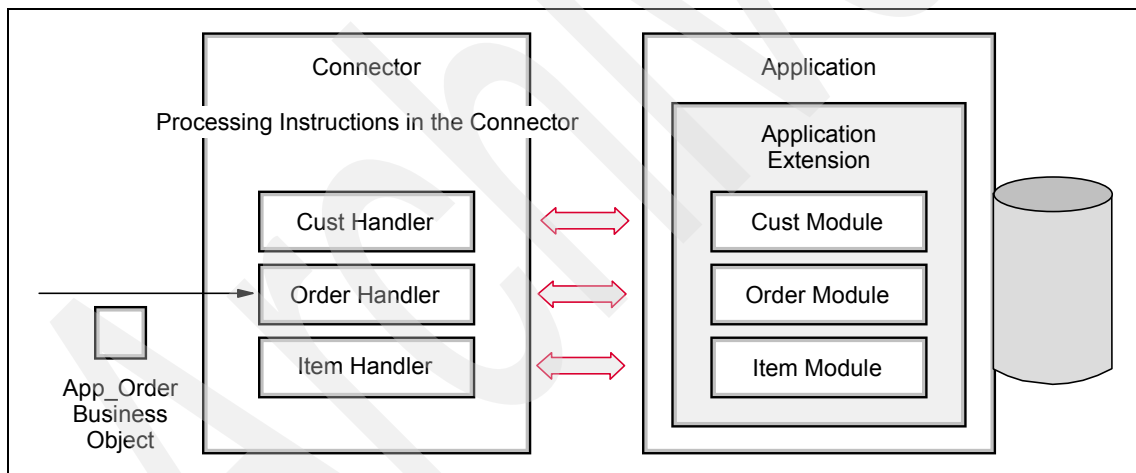 Connector
Processing Instructions in the Connector
Cust Handler
Order Handler
Item Handler
App_Order
Business
Object
Application
Application
Extension
Cust Module
Order Module
Item Module